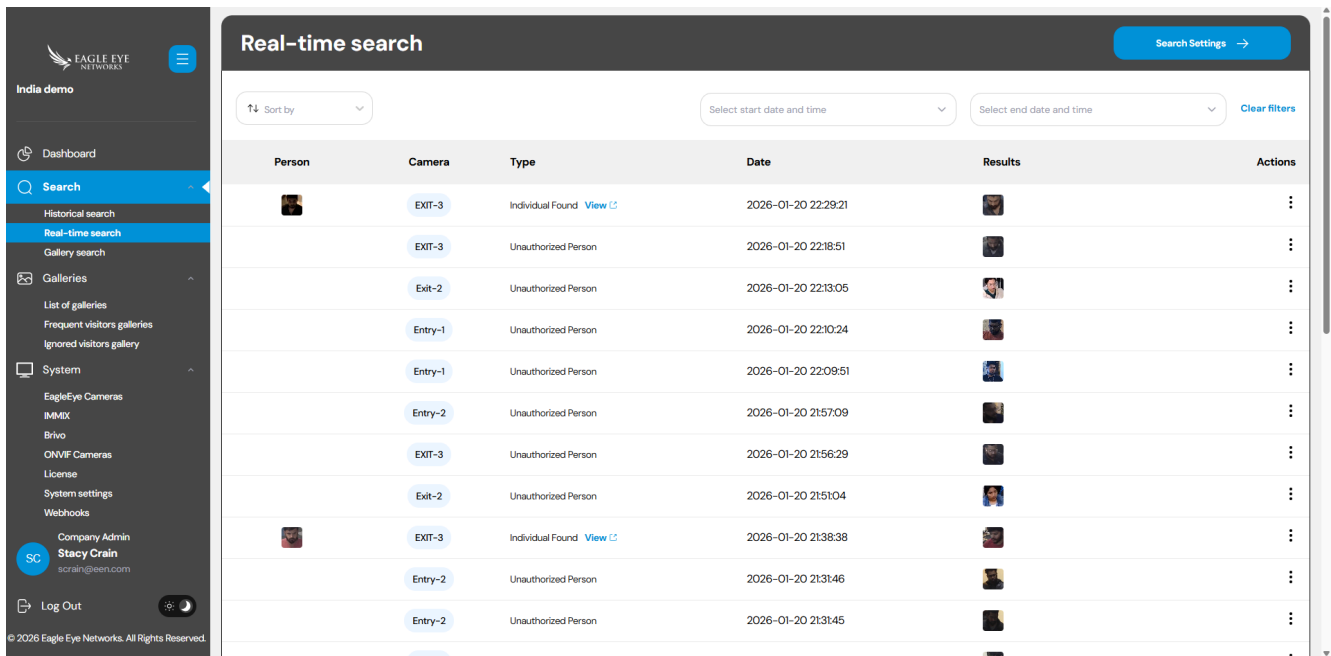 EAGLE EYE
NETWORKS
India demo
Dashboard
Search
Historical search
Real-time search
Gallery search
Galleries
List of galleries
Frequent visitors galleries
Ignored visitors gallery
System
EagleEye Cameras
IMMIX
Brivo
ONVIF Cameras
License
System settings
Webhooks
Company Admin
SC
Stacy Crain
scrain@een.com
Log Out
© 2026 Eagle Eye Networks. All Rights Reserved.
Real-time search
Search Settings
Sort by
Select start date and time
Select end date and time
Clear filters
Person Camera Type Date Results Actions
EXIT-3 Individual Found View 2026-01-20 22:29:21
EXIT-3 Unauthorized Person 2026-01-20 22:18:51
Exit-2 Unauthorized Person 2026-01-20 22:13:05
Entry-1 Unauthorized Person 2026-01-20 22:10:24
Entry-1 Unauthorized Person 2026-01-20 22:09:51
Entry-2 Unauthorized Person 2026-01-20 21:57:09
EXIT-3 Unauthorized Person 2026-01-20 21:56:29
Exit-2 Unauthorized Person 2026-01-20 21:51:04
EXIT-3 Individual Found View 2026-01-20 21:38:38
Entry-2 Unauthorized Person 2026-01-20 21:31:46
Entry-2 Unauthorized Person 2026-01-20 21:31:45